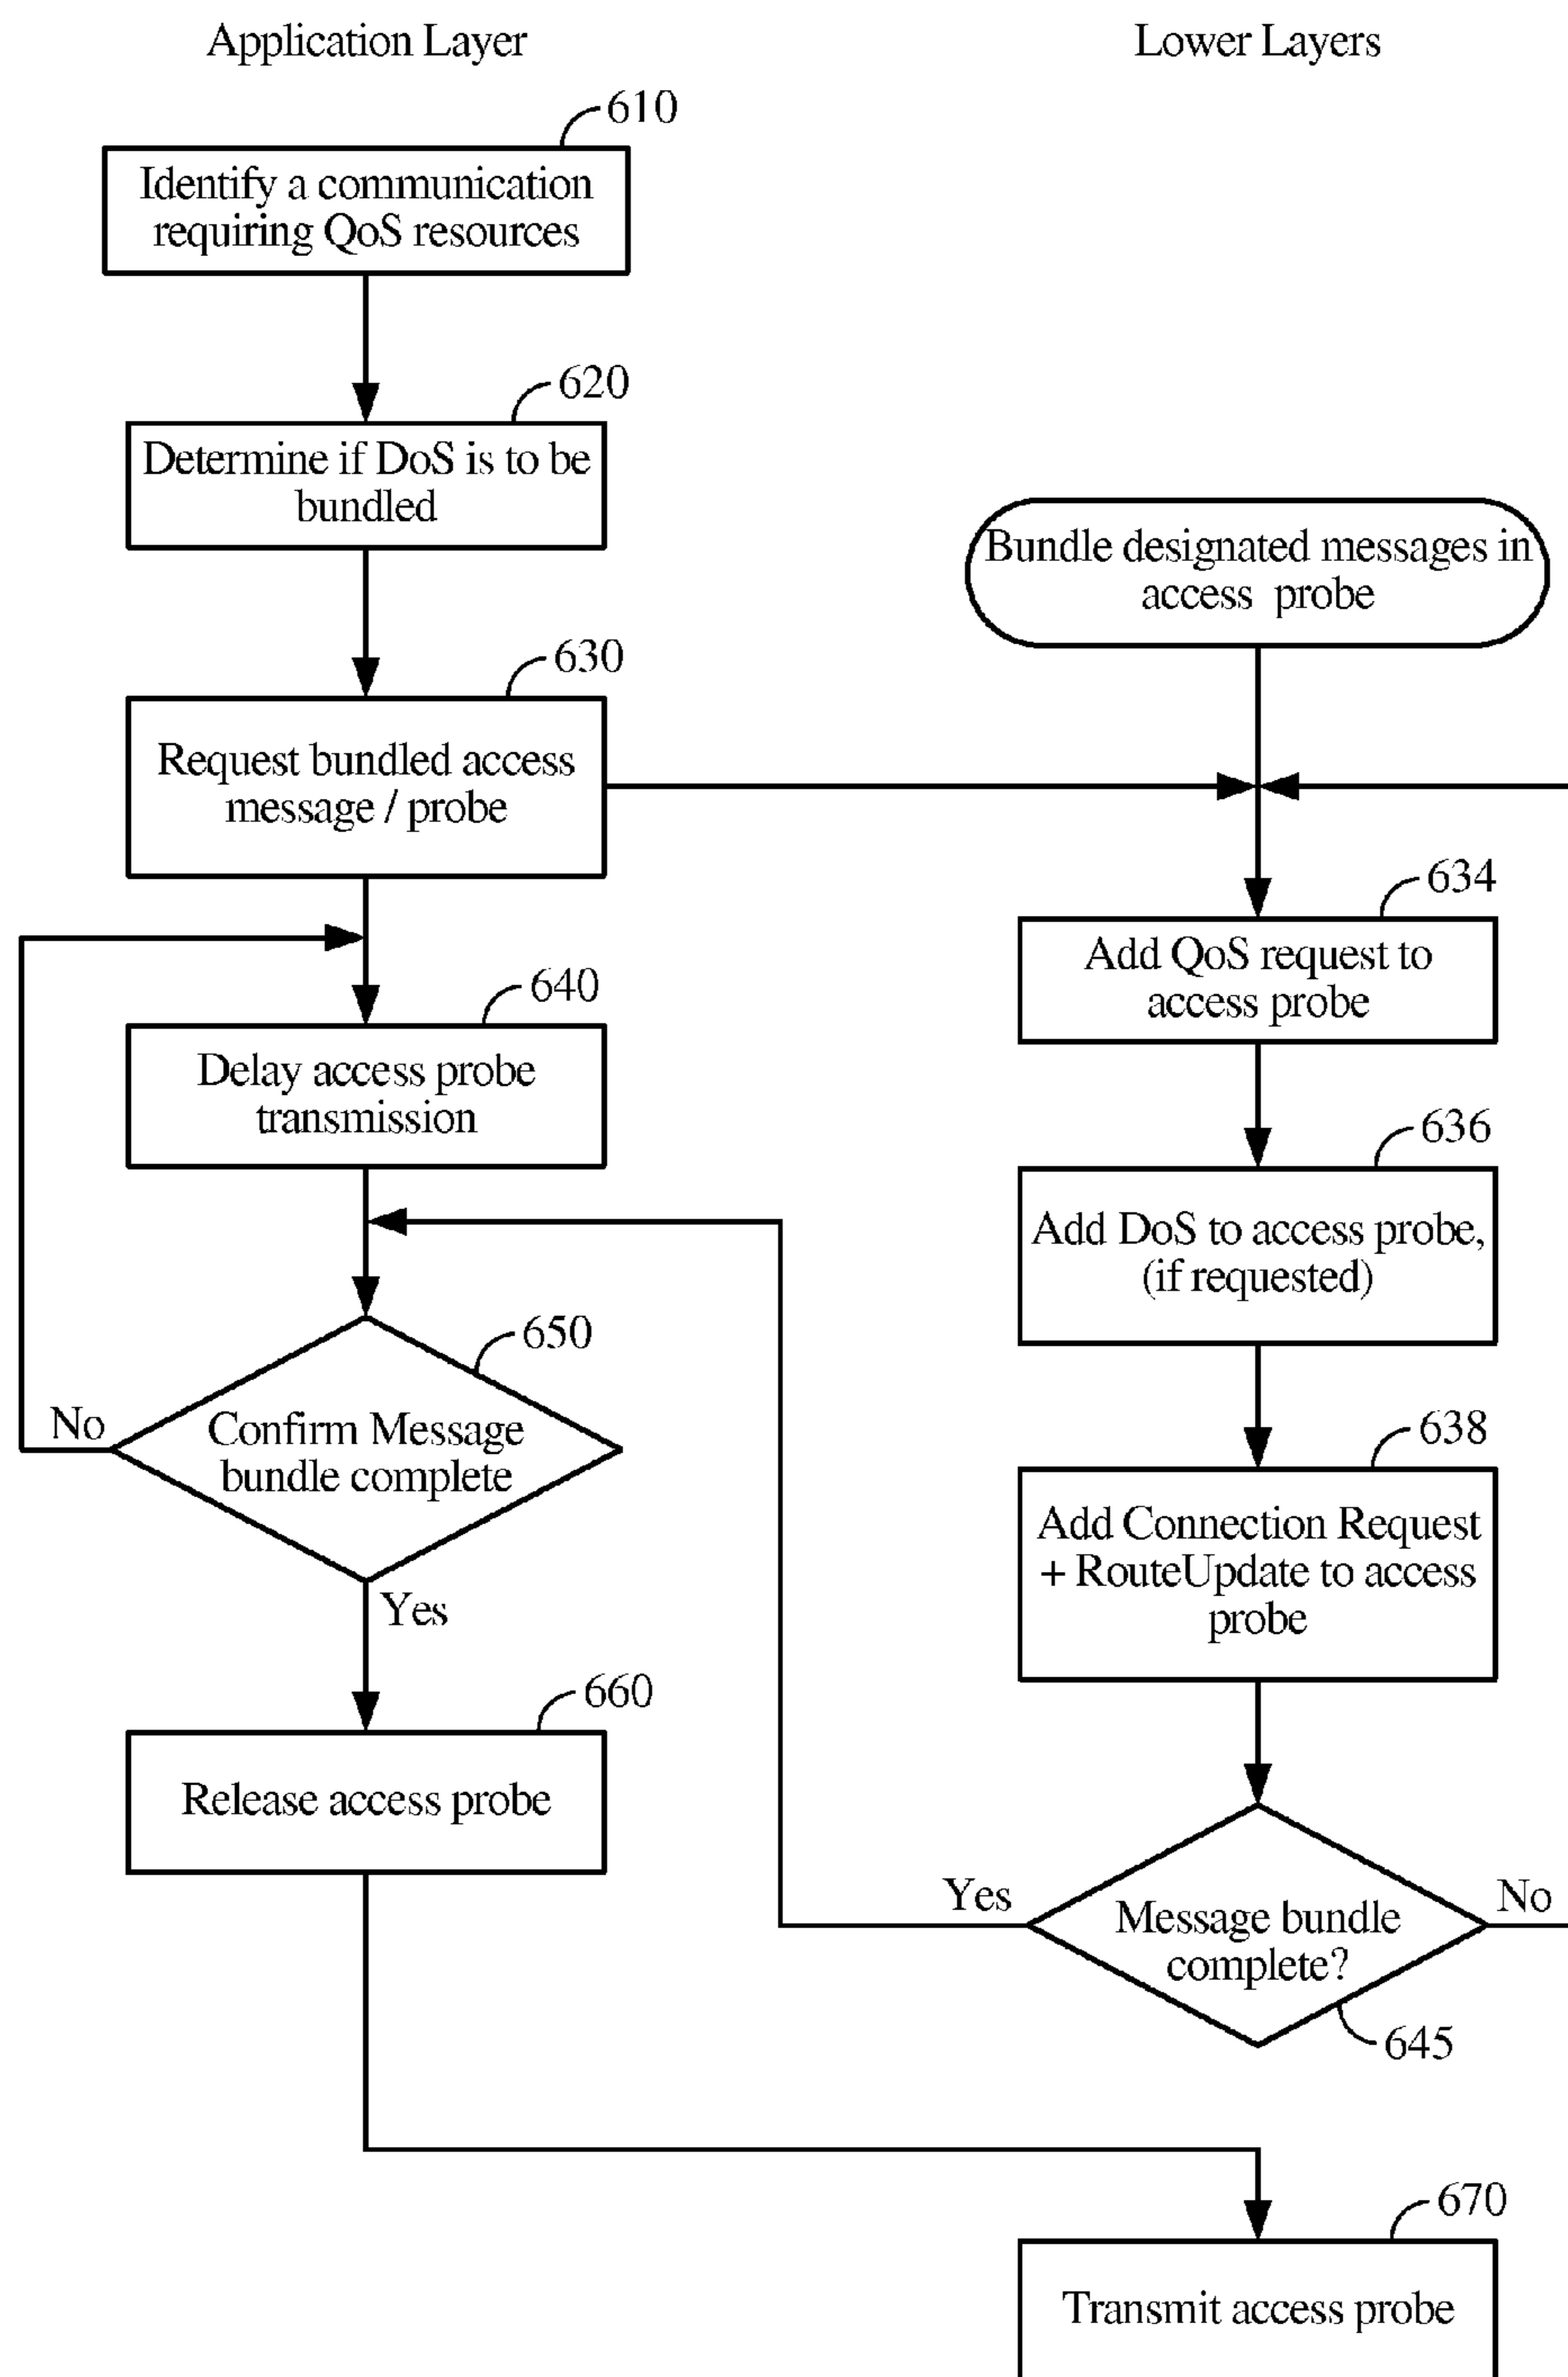 Application Layer
Lower Layers
610
Identify a communication
requiring QoS resources
620
Determine if DoS is to be
bundled
Bundle designated messages in
access probe
630
Request bundled access
message / probe
634
Add QoS request to
access probe
640
Delay access probe
transmission
636
Add DoS to access probe,
(if requested)
650
No
Confirm Message
bundle complete
Yes
638
Add Connection Request
+ RouteUpdate to access
probe
660
Release access probe
Yes
Message bundle
complete?
No
645
670
Transmit access probe